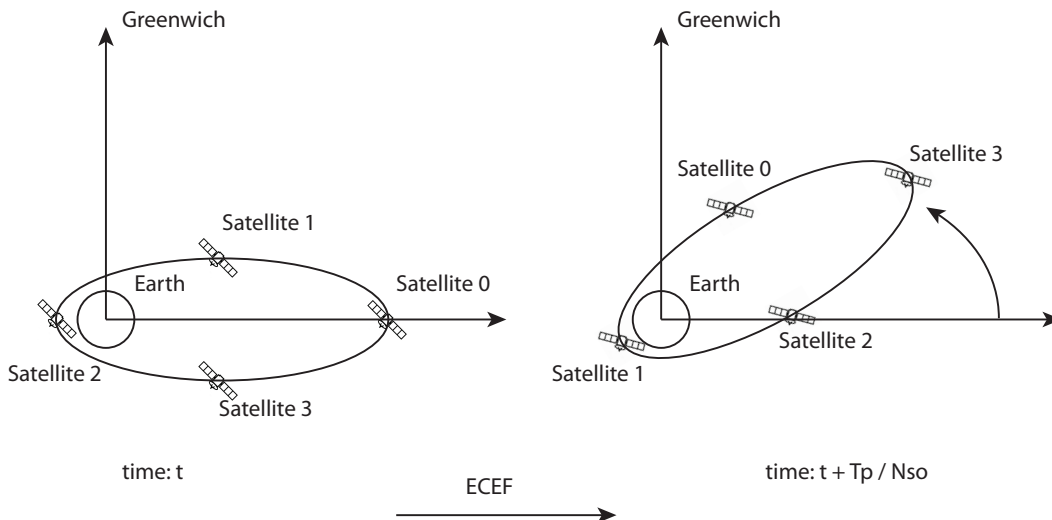 Greenwich
Satellite 1
Earth
Satellite 0
Satellite 2
Satellite 3
time: t
Greenwich
Satellite 0
Satellite 3
Earth
Satellite 2
Satellite 1
time: t + Tp / Nso
ECEF